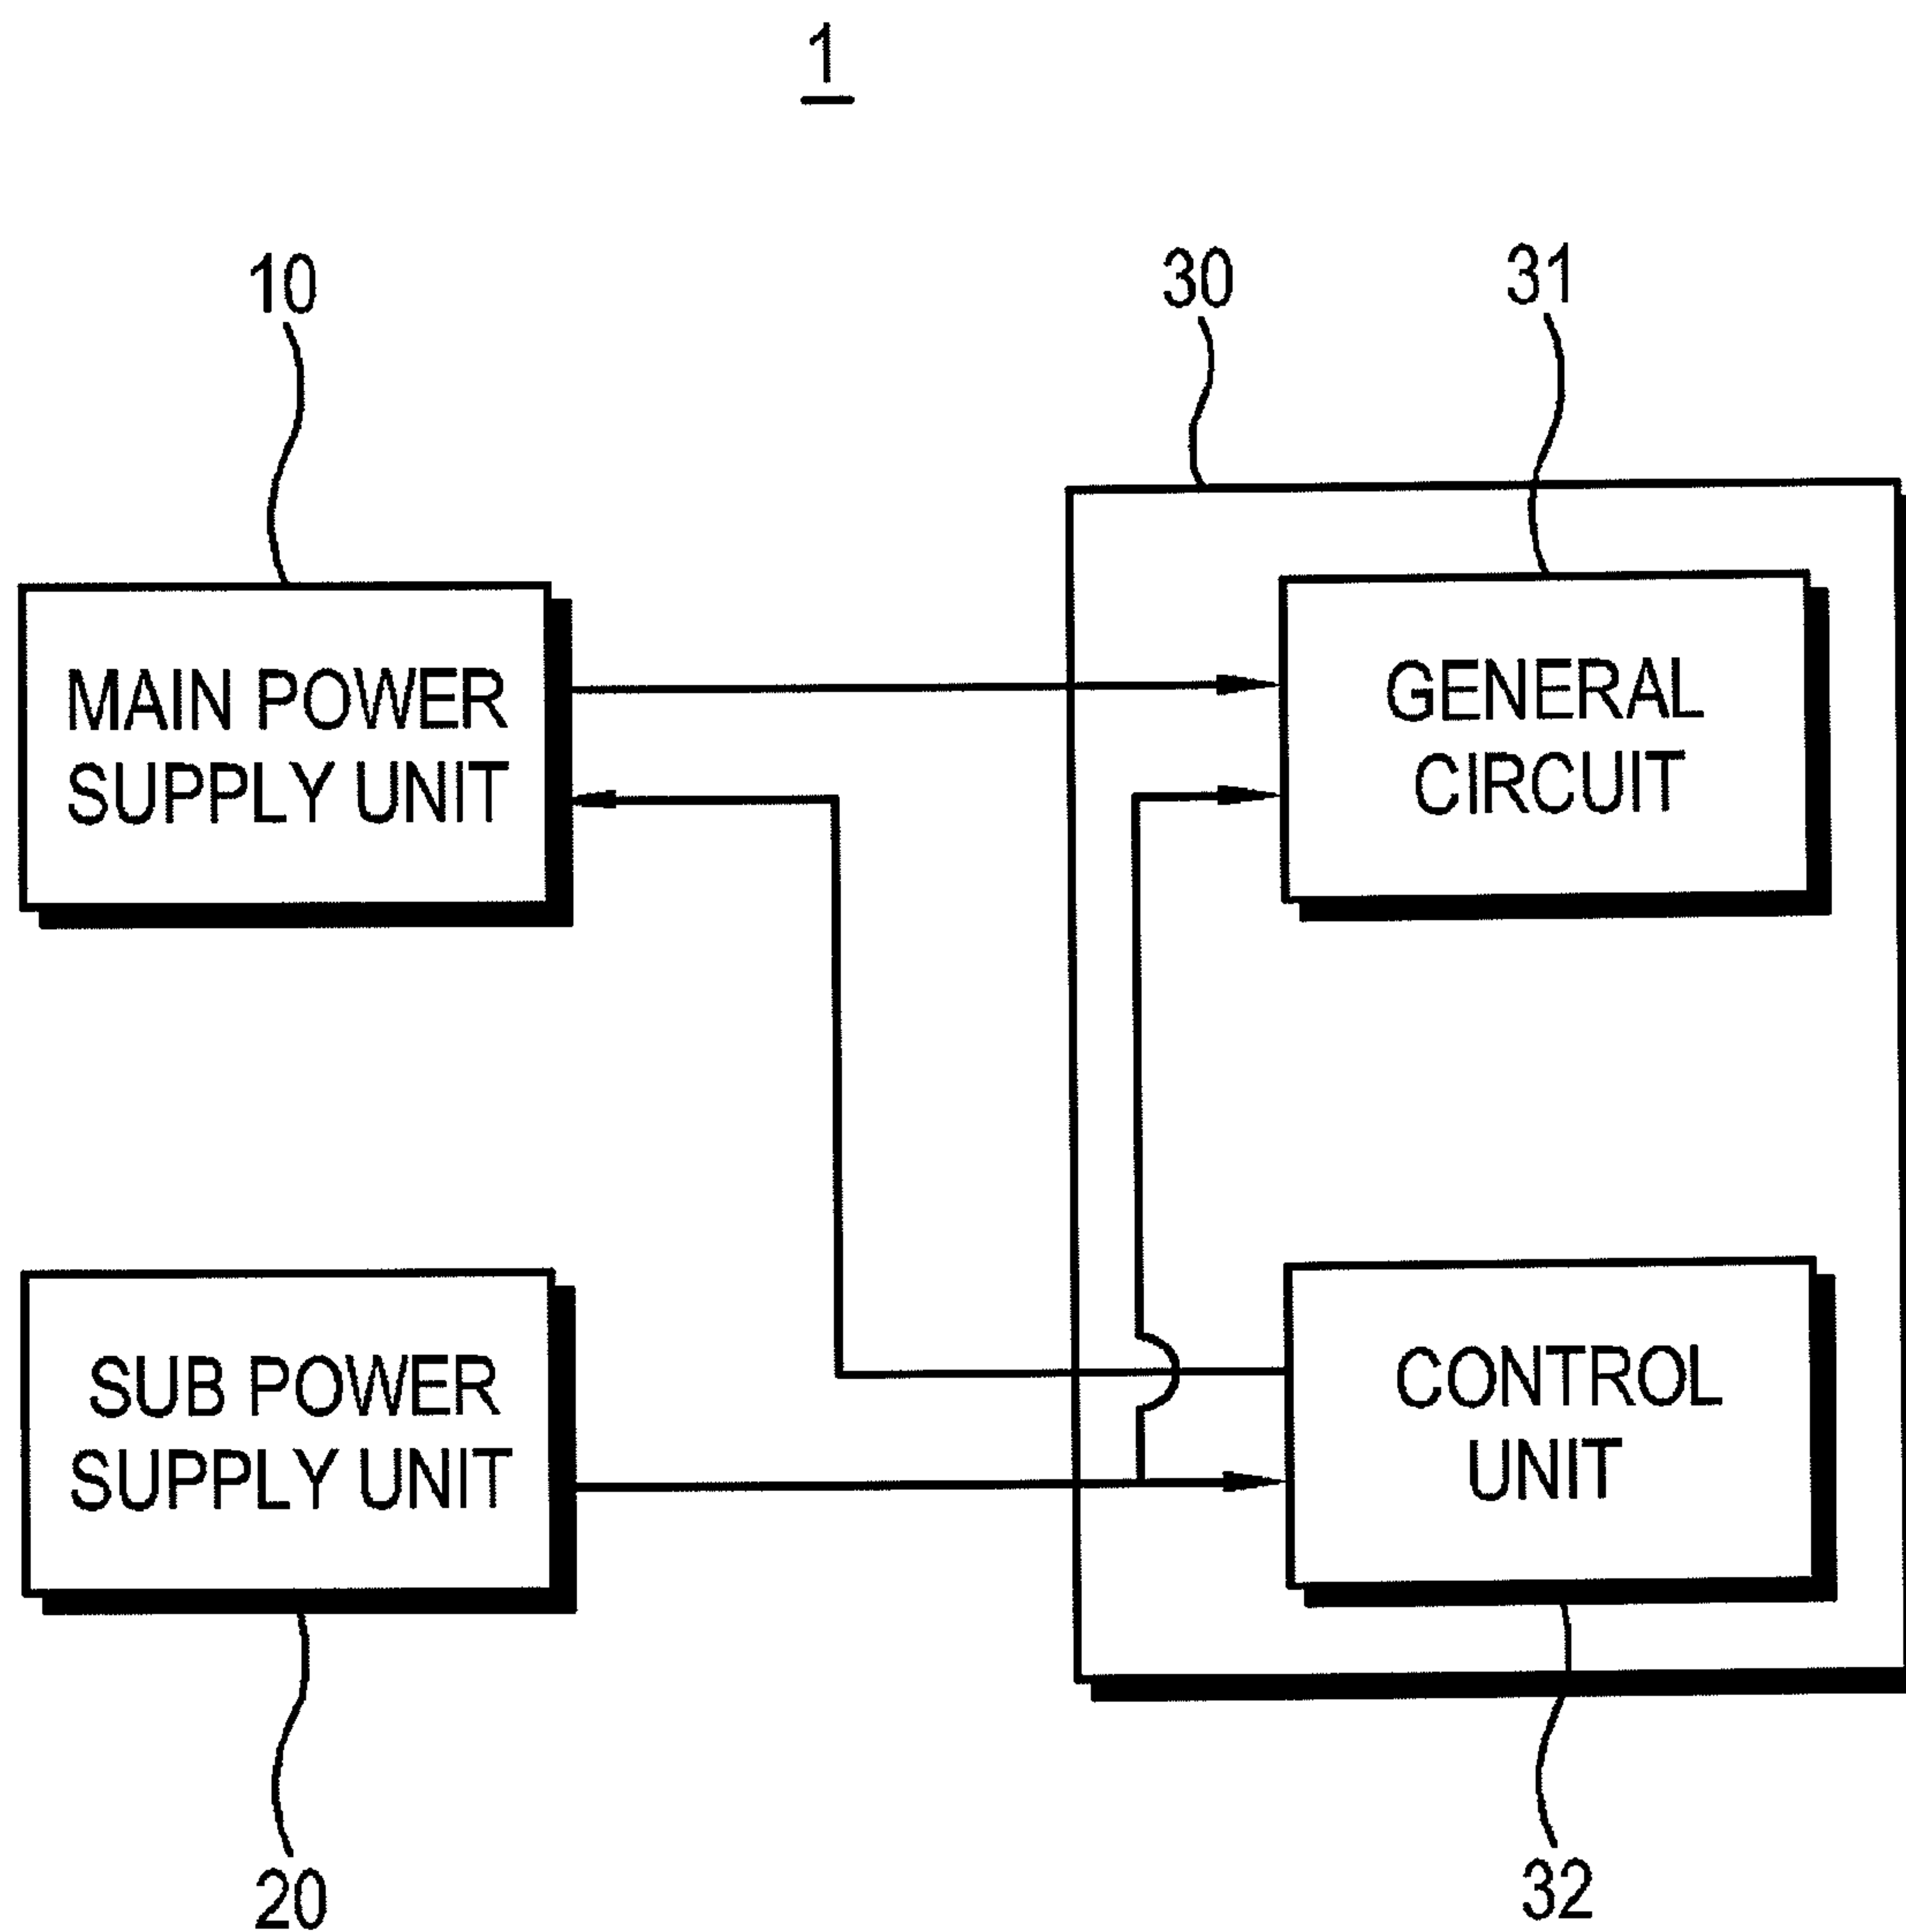 1
10
30
31
MAIN POWER
SUPPLY UNIT
GENERAL
CIRCUIT
SUB POWER
SUPPLY UNIT
CONTROL
UNIT
20
32